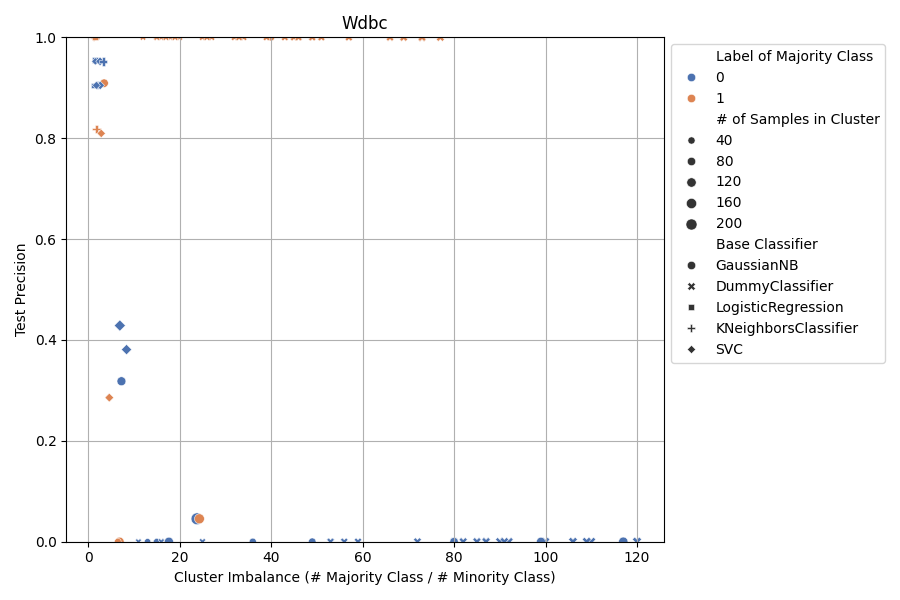 Wdbc
1.0
0.8
0.6
0.4
0.2
0.0
Test Precision
0 20 40 60 80 100 120
Cluster Imbalance (# Majority Class / # Minority Class)
Label of Majority Class
0
1
# of Samples in Cluster
40
80
120
160
200
Base Classifier
GaussianNB
DummyClassifier
LogisticRegression
KNeighborsClassifier
SVC